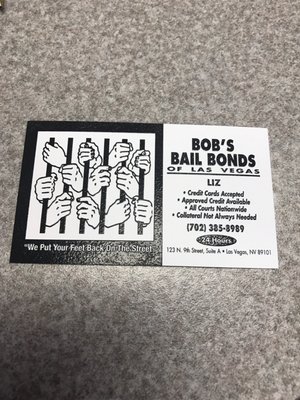 "We Put Your Feet Back On The Street
BOB'S
BAIL BONDS
OF LAS VEGAS
LIZ
• Credit Cards Accepted
• Approved Credit Available
• All Courts Nationwide
• Collateral Not Always Needed
(702) 385-8989
24 Hours
123 N. 9th Street, Suite A • Las Vegas, NV 89101